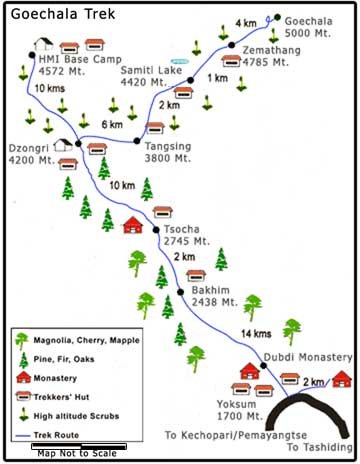 Goechala Trek
4 km
Goechala
5000 Mt.
HMI Base Camp
4572 Mt.
Zemathang
4785 Mt.
Samiti Lake
4420 Mt.
1 km
10 kms
2 km
6 km
Dzongri
4200 Mt.
Tangsing
3800 Mt.
10 km
Tsocha
2745 Mt.
2 km
Bakhim
2438 Mt.
14 kms
Magnolia, Cherry, Mapple
Pine, Fir, Oaks
Monastery
Trekkers' Hut
High altitude Scrubs
Trek Route
Map Not to Scale
Dubdi Monastery
2 km
Yoksum
1700 Mt.
To Kechopari/Pemayangtse
To Tashiding